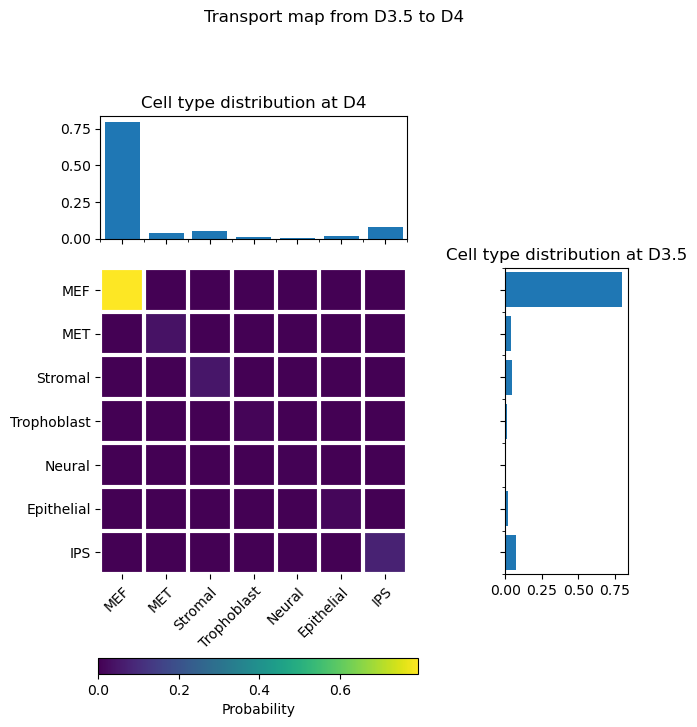 Transport map from D3.5 to D4
Cell type distribution at D4
0.75
0.50
0.25
0.00
Cell type distribution at D3.5
MEF
MET
Stromal
Trophoblast
Neural
Epithelial
IPS
0.00 0.25 0.50 0.75
MEF MET Stromal Trophoblast Neural Epithelial IPS
0.0 0.2 0.4 0.6
Probability